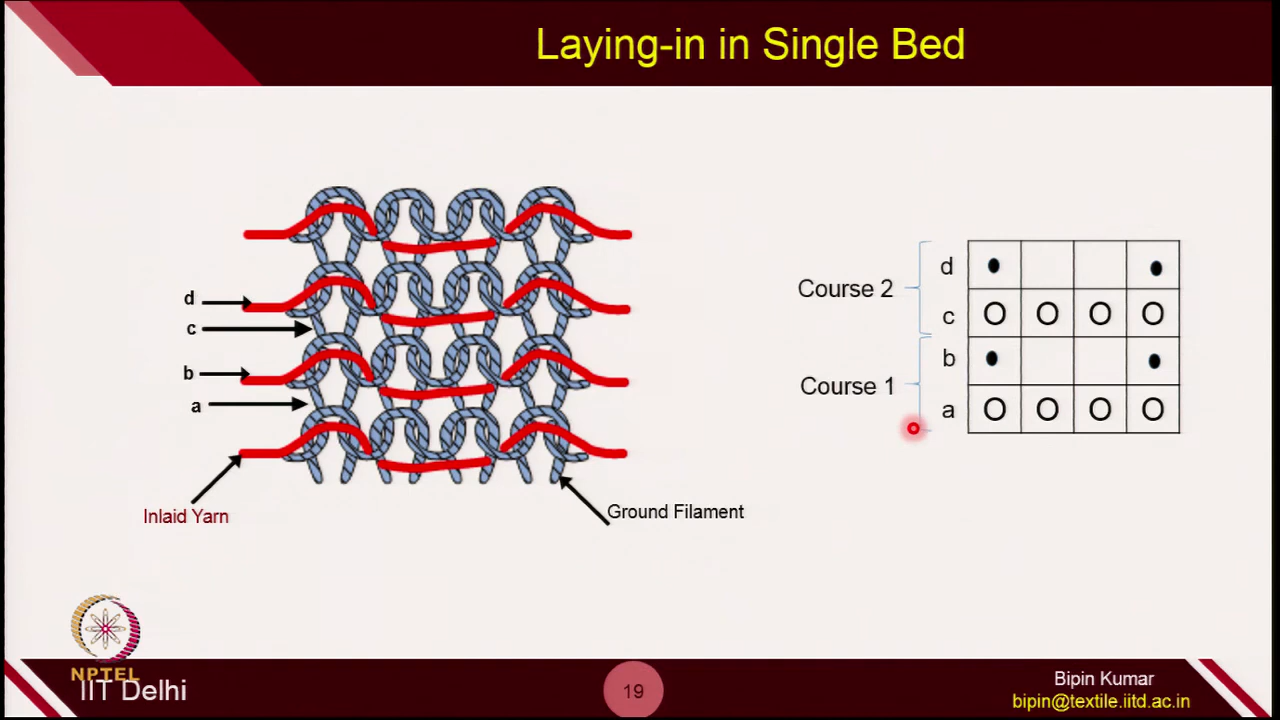 Laying-in in Single Bed
d
c
b
a
Inlaid Yarn
Ground Filament
Course 2
Course 1
d
c O O O O
b
a O O O O
NPTEL
IIT Delhi
19
Bipin Kumar
bipin@textile.iitd.ac.in